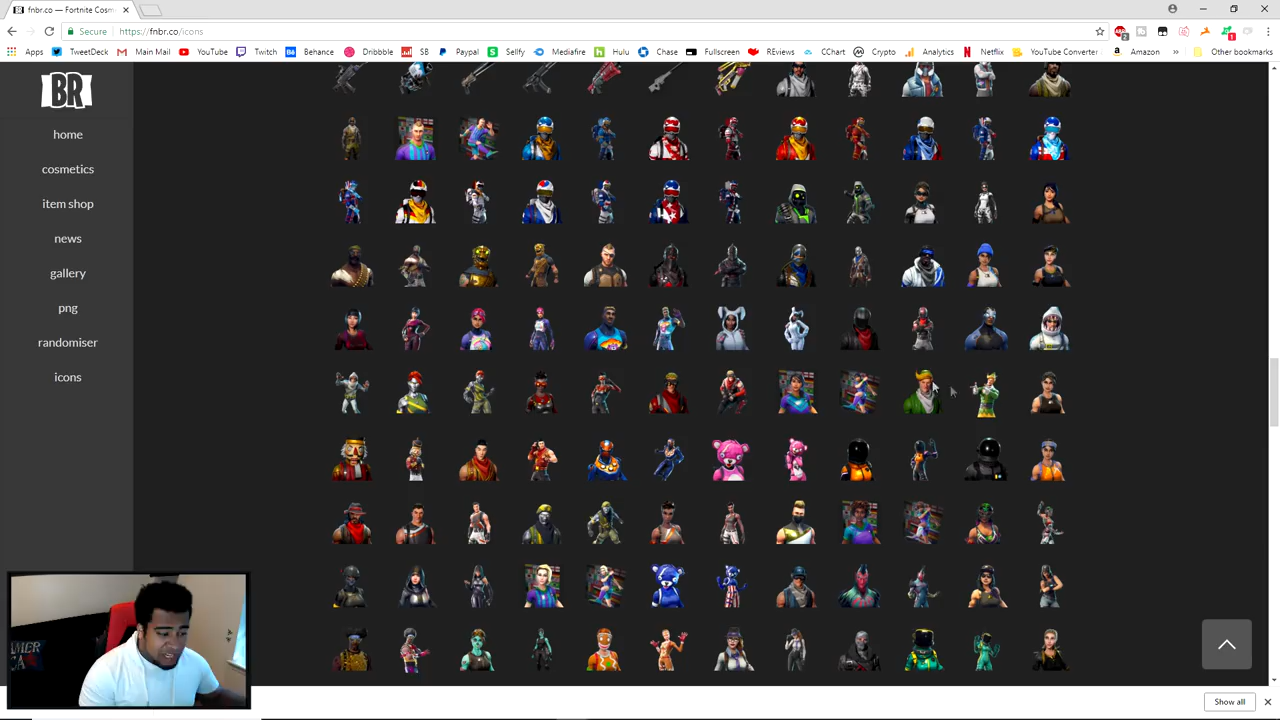 fnbr.co — Fortnite Cosm
Secure
https://fnbr.co/icons
Apps TweetDeck Main Mail YouTube Twitch Behance Dribbble Paypal Selfly Mediafire Hulu Chase Fullscreen REviews CChart Crypto Analytics Netflix YouTube Converter Amazon Other bookmarks
BR
home
cosmetics
item shop
news
gallery
png
randomiser
icons
Show all